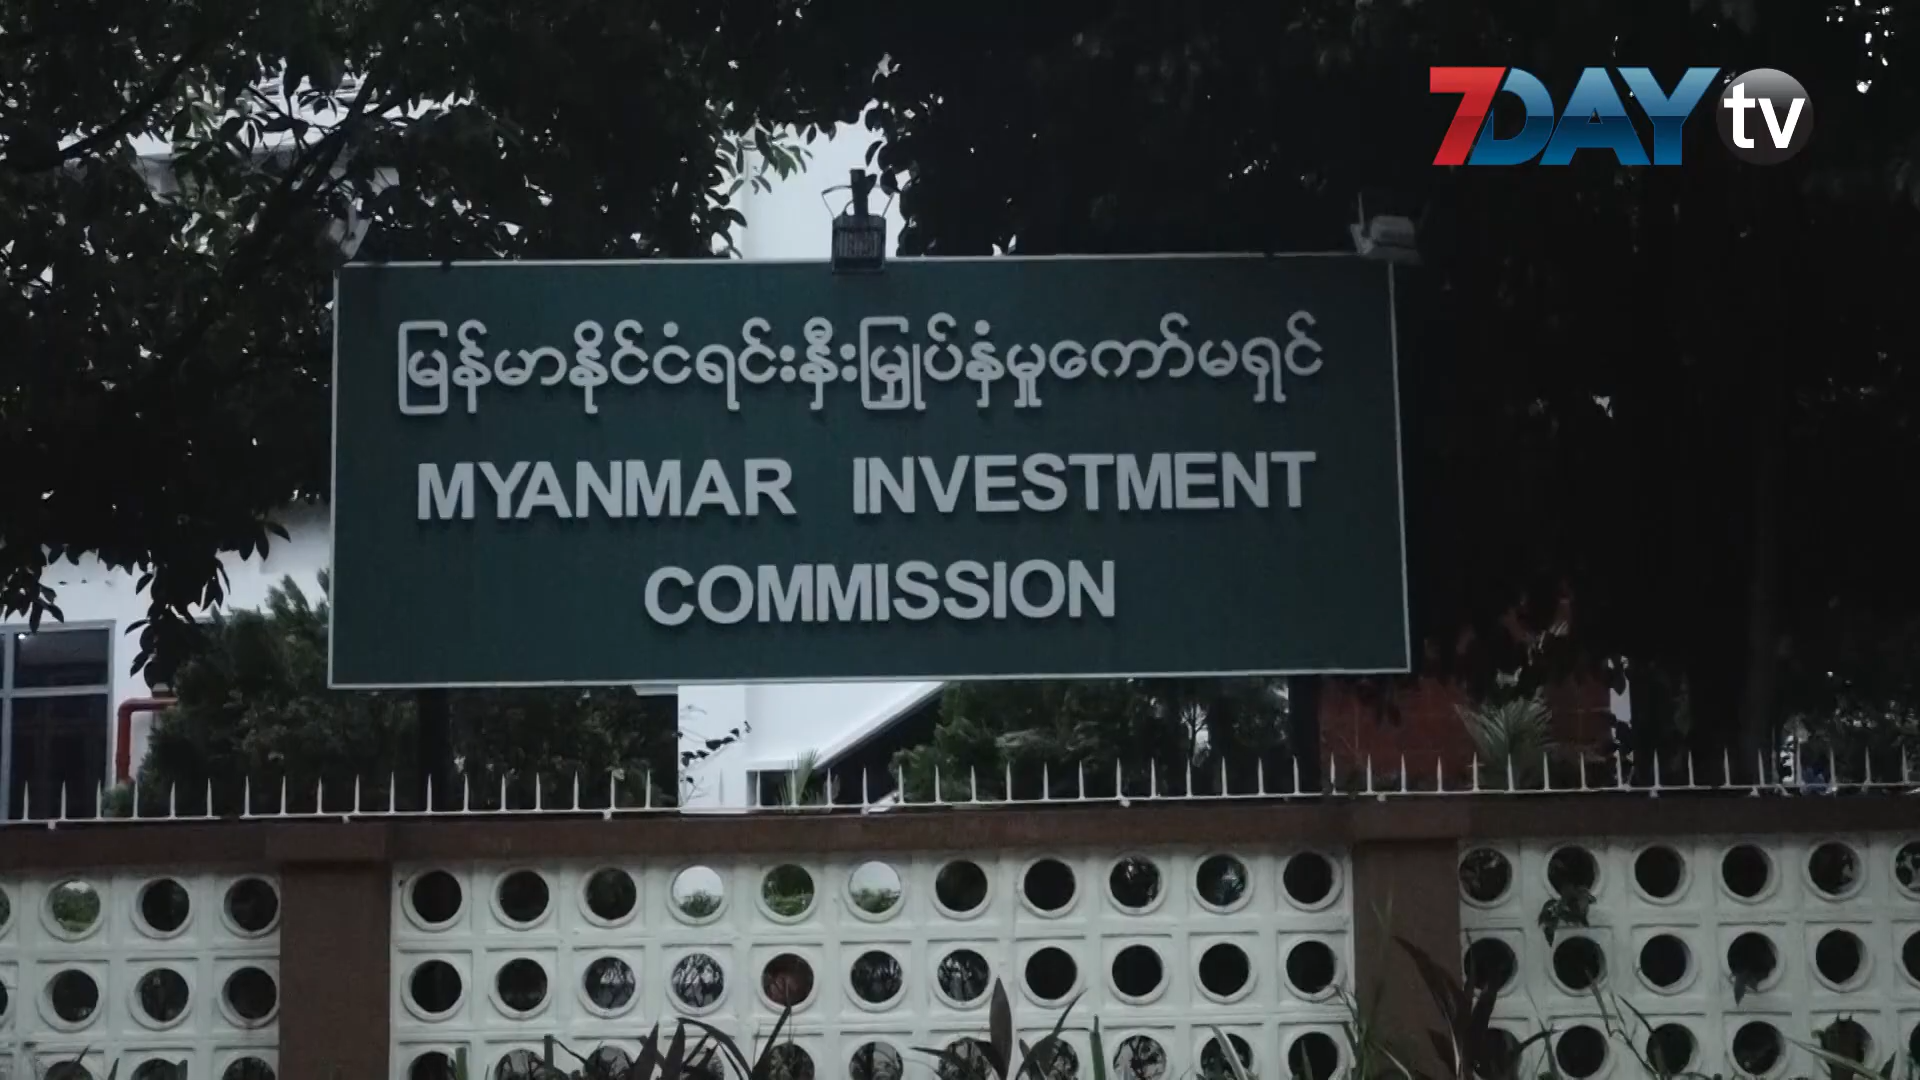 7DAY tv
မြန်မာနိုင်ငံရင်းနှီးမြှုပ်နှံမှုကော်မရှင်
MYANMAR INVESTMENT
COMMISSION